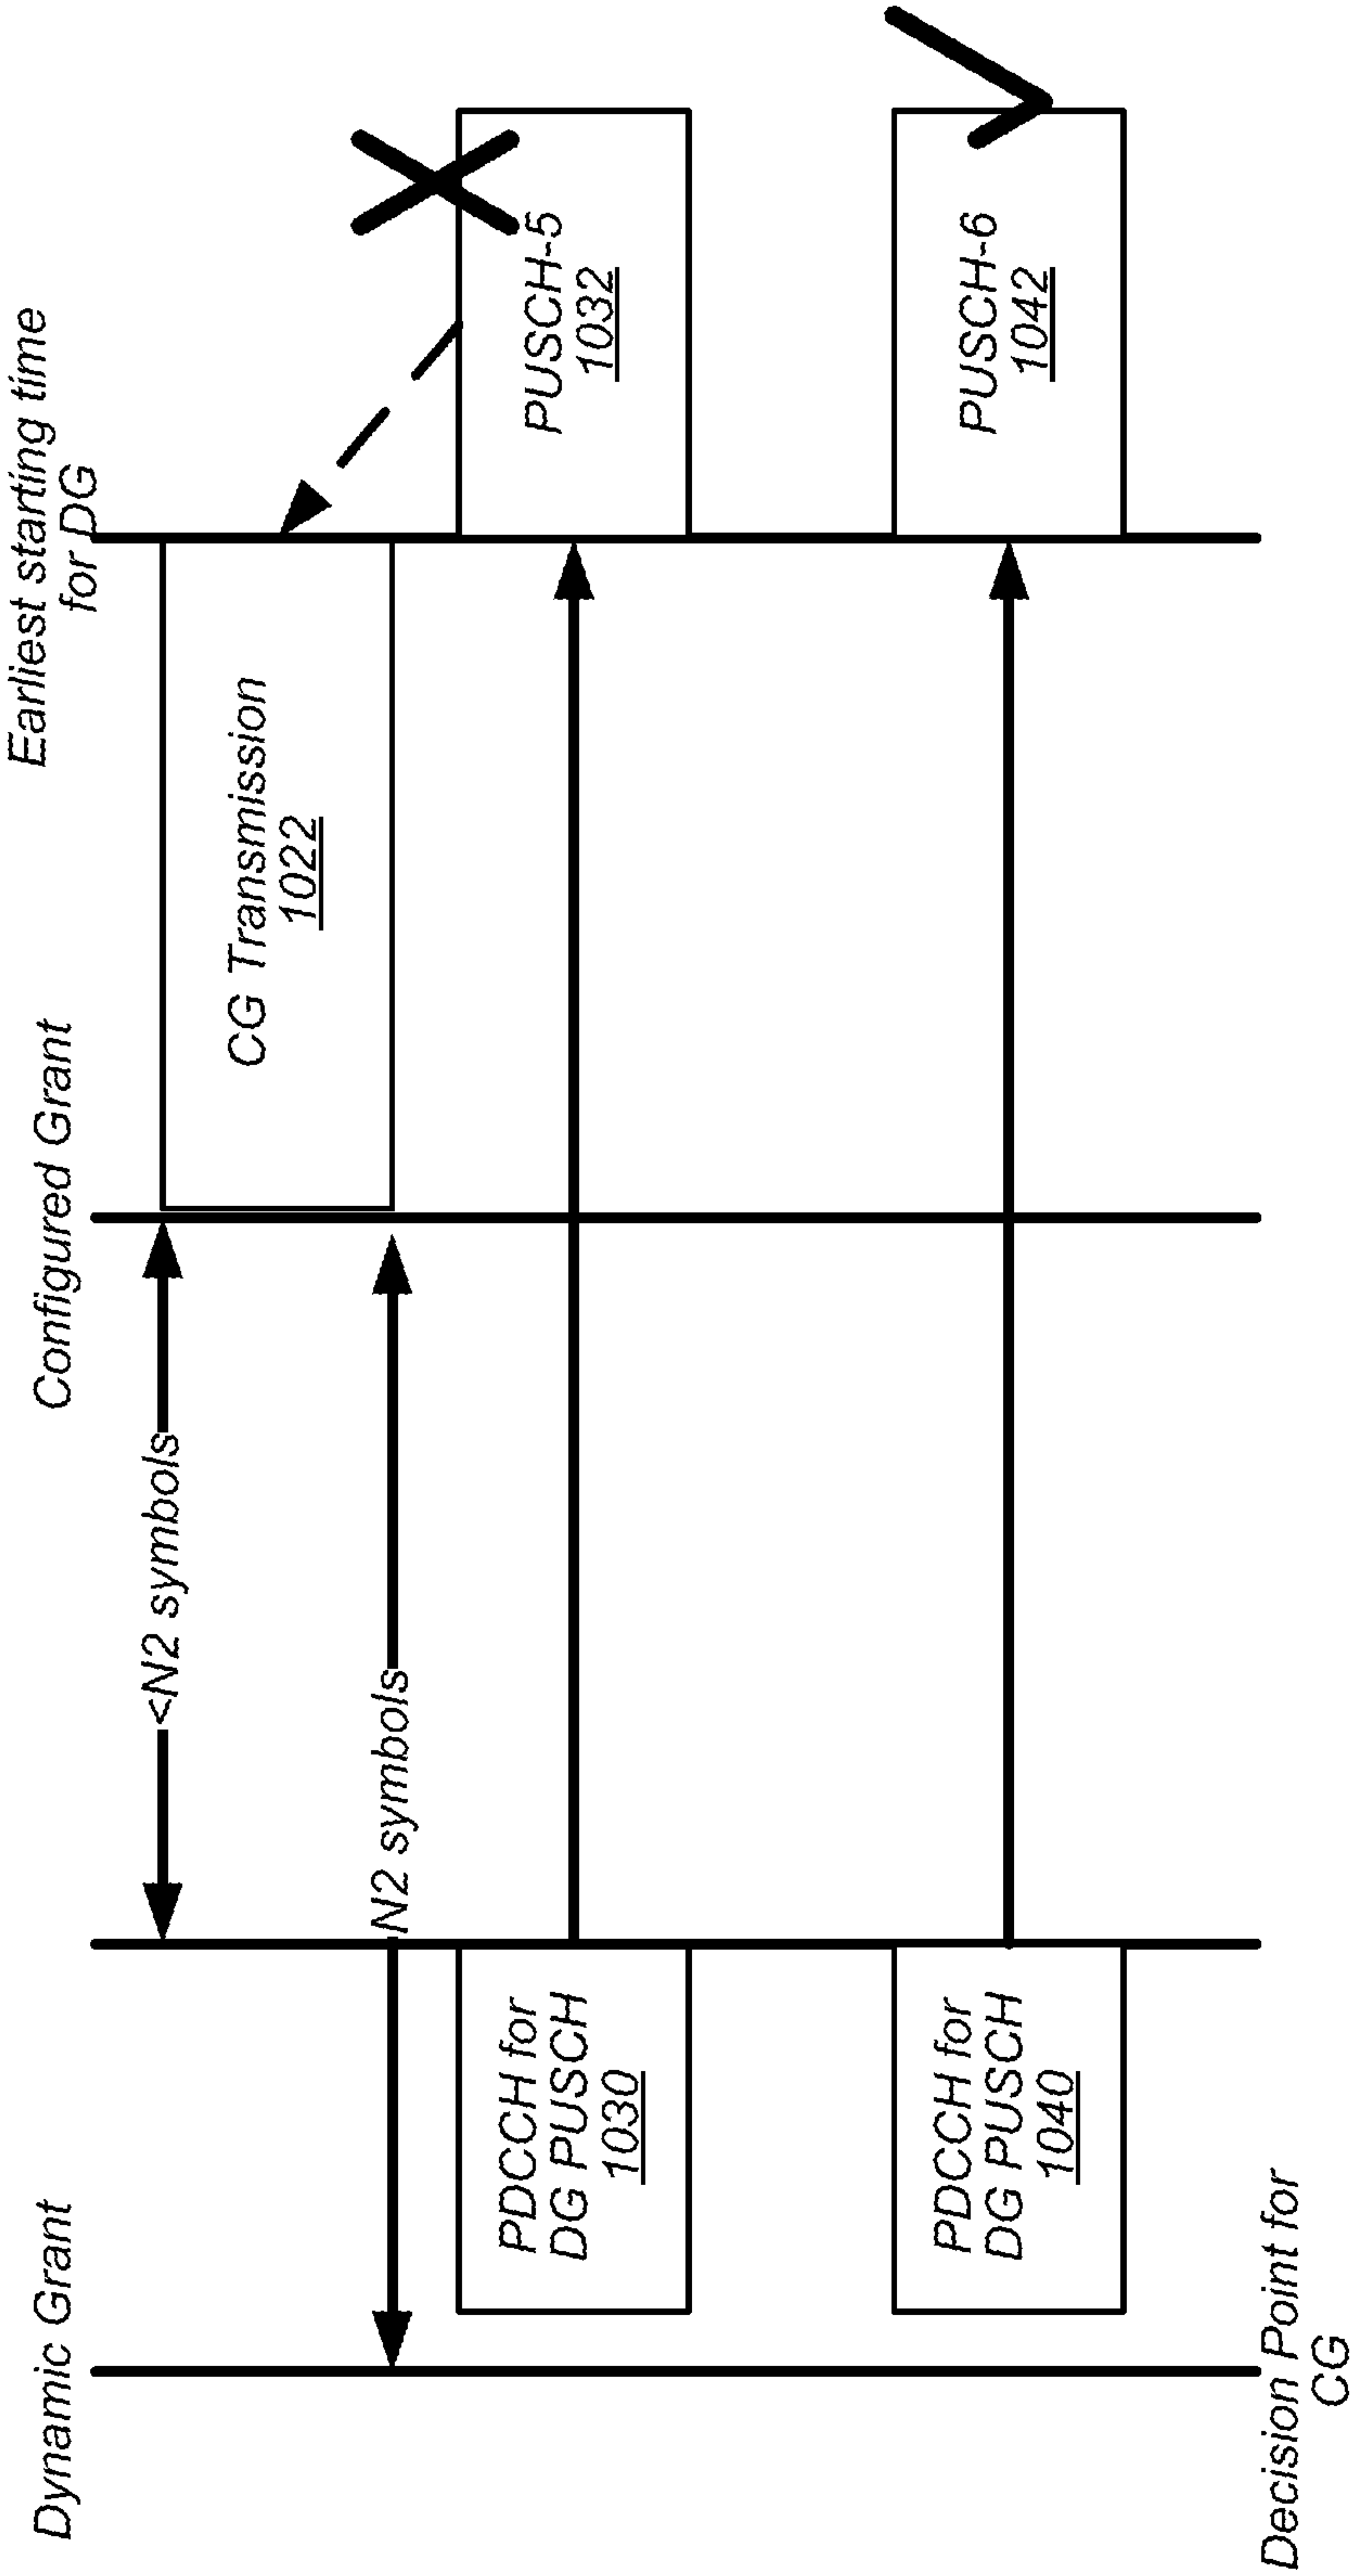 Dynamic Grant
Configured Grant
Earliest starting time
for DG
<N2 symbols
CG Transmission
1022
N2 symbols
PDCCH for
DG PUSCH
1030
PUSCH-5
1032
PDCCH for
DG PUSCH
1040
PUSCH-6
1042
Decision Point for
CG